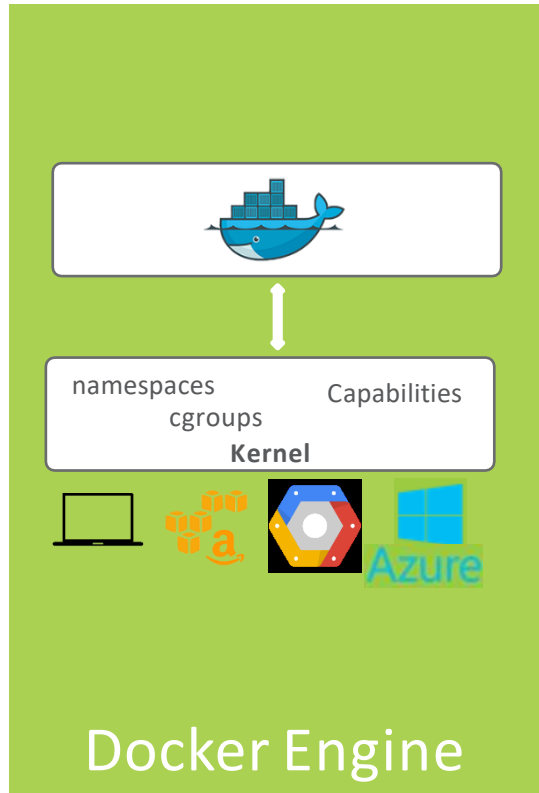 namespaces
Capabilities
cgroups
Kernel
a
Azure
Docker Engine